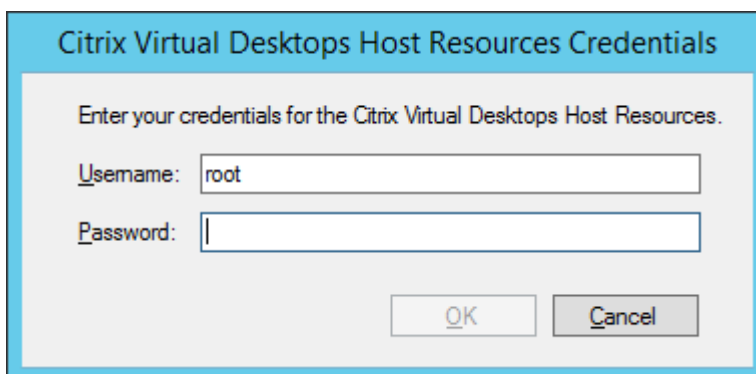 Citrix Virtual Desktops Host Resources Credentials
Enter your credentials for the Citrix Virtual Desktops Host Resources.
Username: root
Password:
OK Cancel